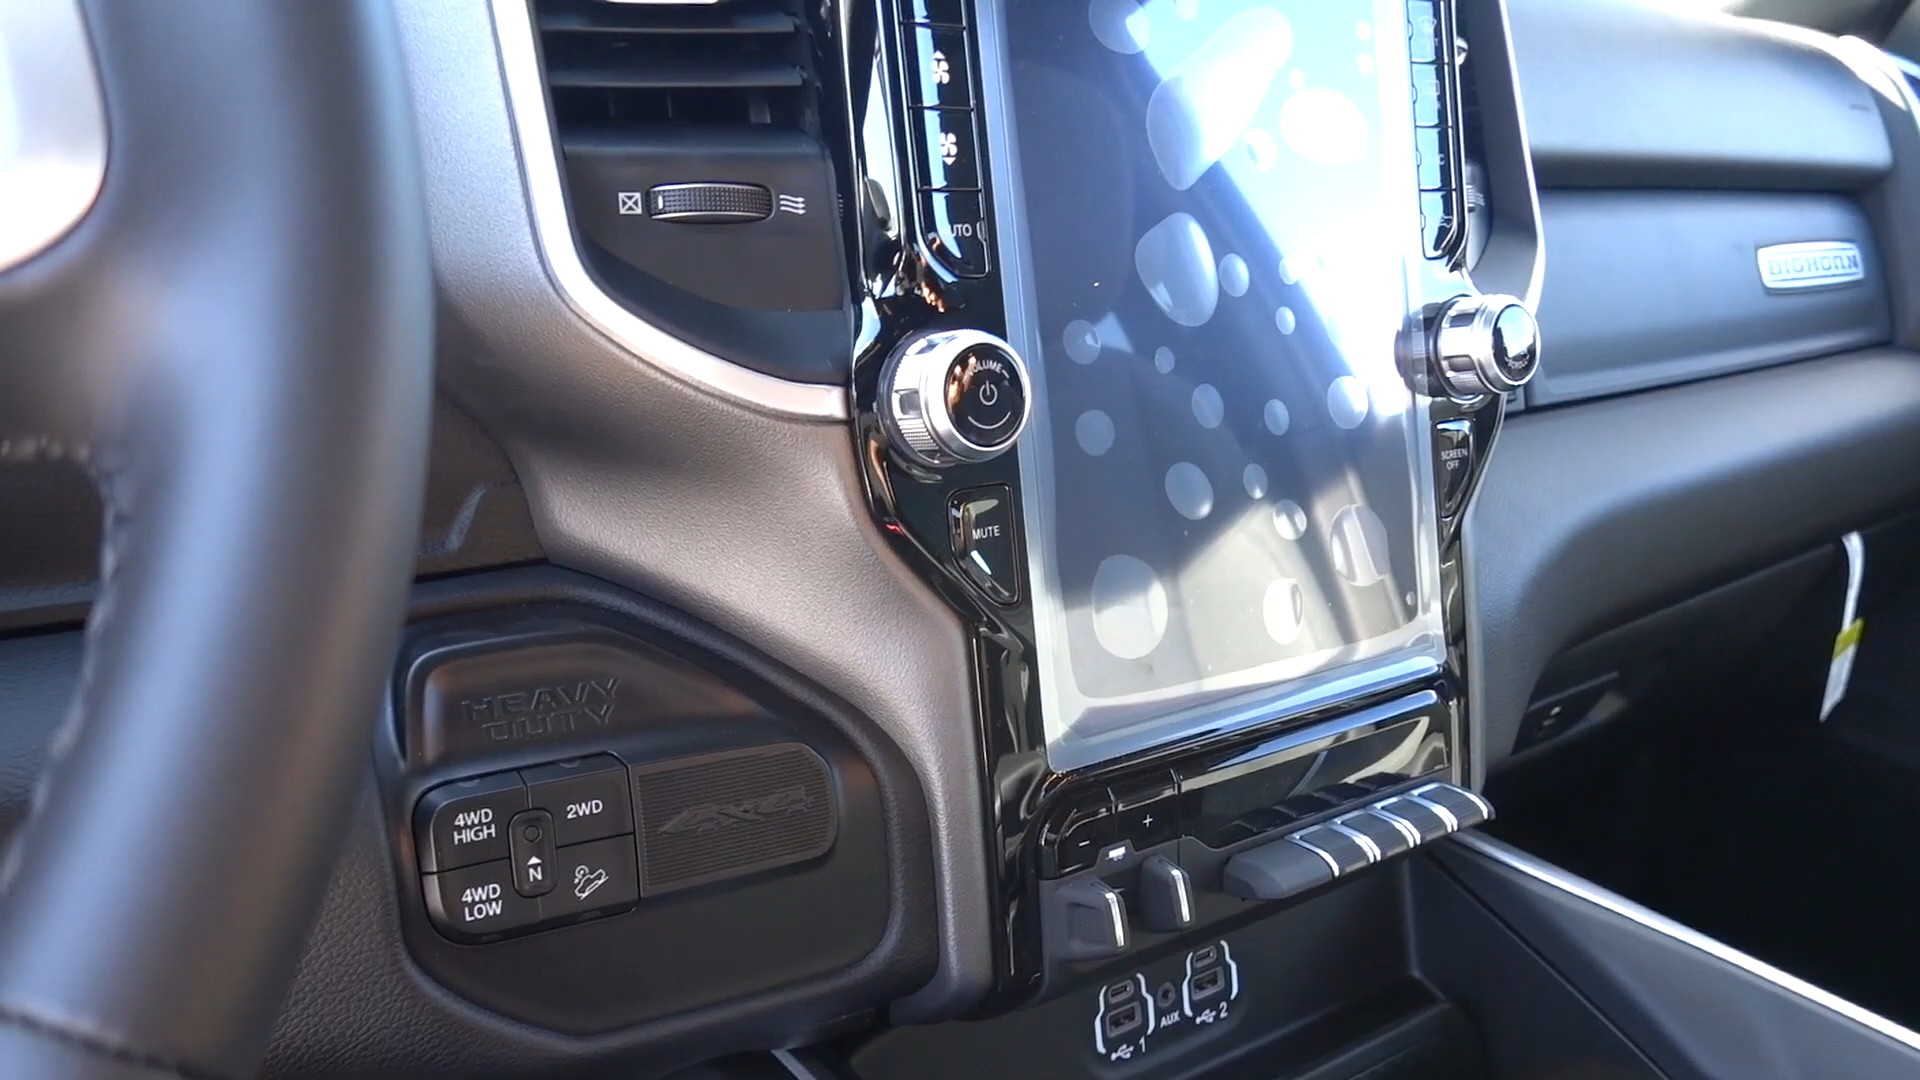 AUTO
VOLUME
MUTE
SCREEN
OFF
BIGHORN
HEAVY
DUTY
4WD
HIGH
2WD
N
4WD
LOW
4X4
-
+
1
AUX
2